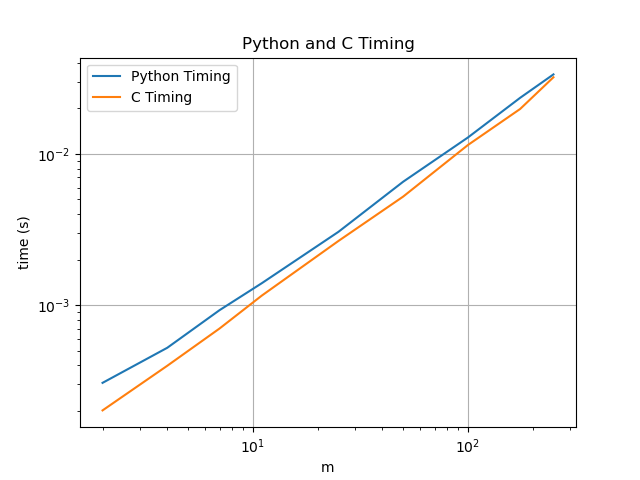 Python and C Timing
Python Timing
C Timing
10⁻²
10⁻³
time (s)
10¹
10²
m